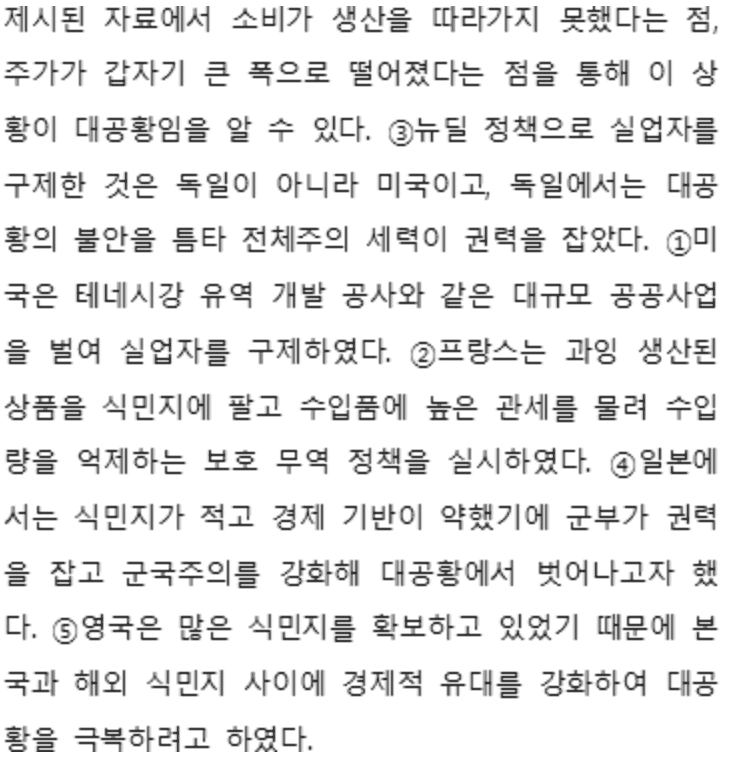 제시된 자료에서 소비가 생산을 따라가지 못했다는 점,
주가가 갑자기 큰 폭으로 떨어졌다는 점을 통해 이 상
황이 대공황임을 알 수 있다. ③뉴딜 정책으로 실업자를
구제한 것은 독일이 아니라 미국이고, 독일에서는 대공
황의 불안을 틈타 전체주의 세력이 권력을 잡았다. ①미
국은 테네시강 유역 개발 공사와 같은 대규모 공공사업
을 벌여 실업자를 구제하였다. ②프랑스는 과잉 생산된
상품을 식민지에 팔고 수입품에 높은 관세를 물려 수입
량을 억제하는 보호 무역 정책을 실시하였다. ④일본에
서는 식민지가 적고 경제 기반이 약했기에 군부가 권력
을 잡고 군국주의를 강화해 대공황에서 벗어나고자 했
다. ⑤영국은 많은 식민지를 확보하고 있었기 때문에 본
국과 해외 식민지 사이에 경제적 유대를 강화하여 대공
황을 극복하려고 하였다.